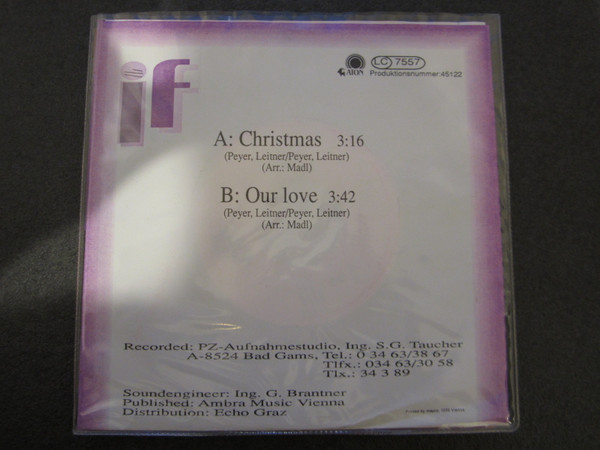 if
AION
LC 7557
Produktionsnummer:45122
A: Christmas 3:16
(Peyer, Leitner/Peyer, Leitner)
(Arr.: Madl)
B: Our love 3:42
(Peyer, Leitner/Peyer, Leitner)
(Arr.: Madl)
Recorded: PZ-Aufnahmestudio, Ing. S.G. Taucher
A-8524 Bad Gams, Tel.: 0 34 63/38 67
Tlfx.: 034 63/30 58
Tlx.: 34 3 89
Soundengineer: Ing. G. Brantner
Published: Ambra Music Vienna
Distribution: Echo Graz